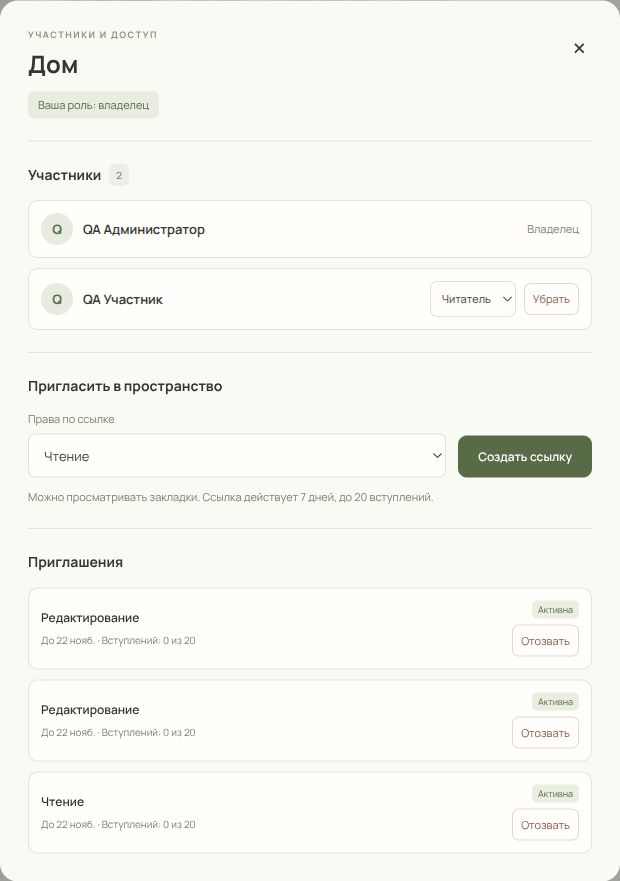 УЧАСТНИКИ И ДОСТУП
Дом
✕
Ваша роль: владелец
Участники 2
Q QA Администратор Владелец
Q QA Участник Читатель Убрать
Пригласить в пространство
Права по ссылке
Чтение Создать ссылку
Можно просматривать закладки. Ссылка действует 7 дней, до 20 вступлений.
Приглашения
Активна
Редактирование
До 22 нояб. · Вступлений: 0 из 20 Отозвать
Активна
Редактирование
До 22 нояб. · Вступлений: 0 из 20 Отозвать
Активна
Чтение
До 22 нояб. · Вступлений: 0 из 20 Отозвать